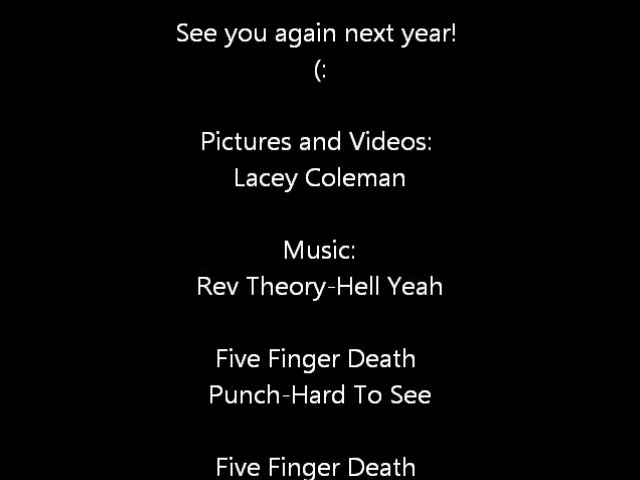 See you again next year!
(:
Pictures and Videos:
Lacey Coleman
Music:
Rev Theory-Hell Yeah
Five Finger Death
Punch-Hard To See
Five Finger Death